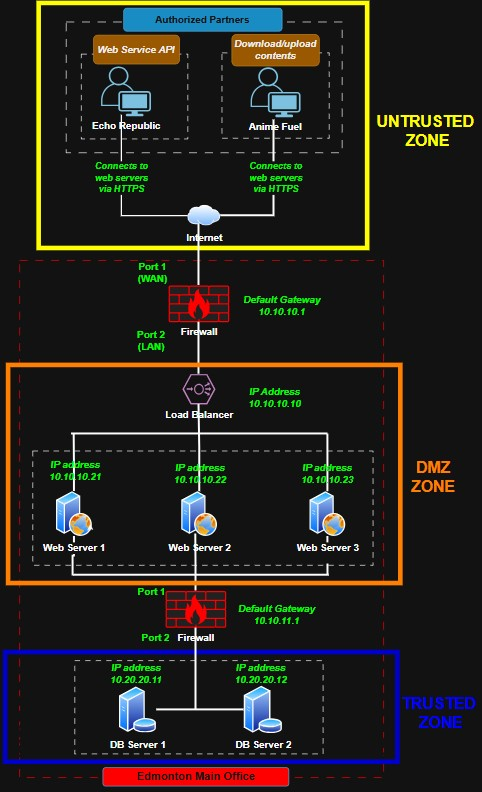 Authorized Partners
Web Service API
Download/upload
contents
Echo Republic
Anime Fuel
UNTRUSTED
ZONE
Connects to
web servers
via HTTPS
Connects to
web servers
via HTTPS
Internet
Port 1
(WAN)
Default Gateway
10.10.10.1
Firewall
Port 2
(LAN)
IP Address
10.10.10.10
Load Balancer
IP address
10.10.10.21
IP address
10.10.10.22
IP address
10.10.10.23
DMZ
ZONE
Web Server 1
Web Server 2
Web Server 3
Port 1
Default Gateway
10.10.11.1
Port 2
Firewall
IP address
10.20.20.11
IP address
10.20.20.12
TRUSTED
ZONE
DB Server 1
DB Server 2
Edmonton Main Office